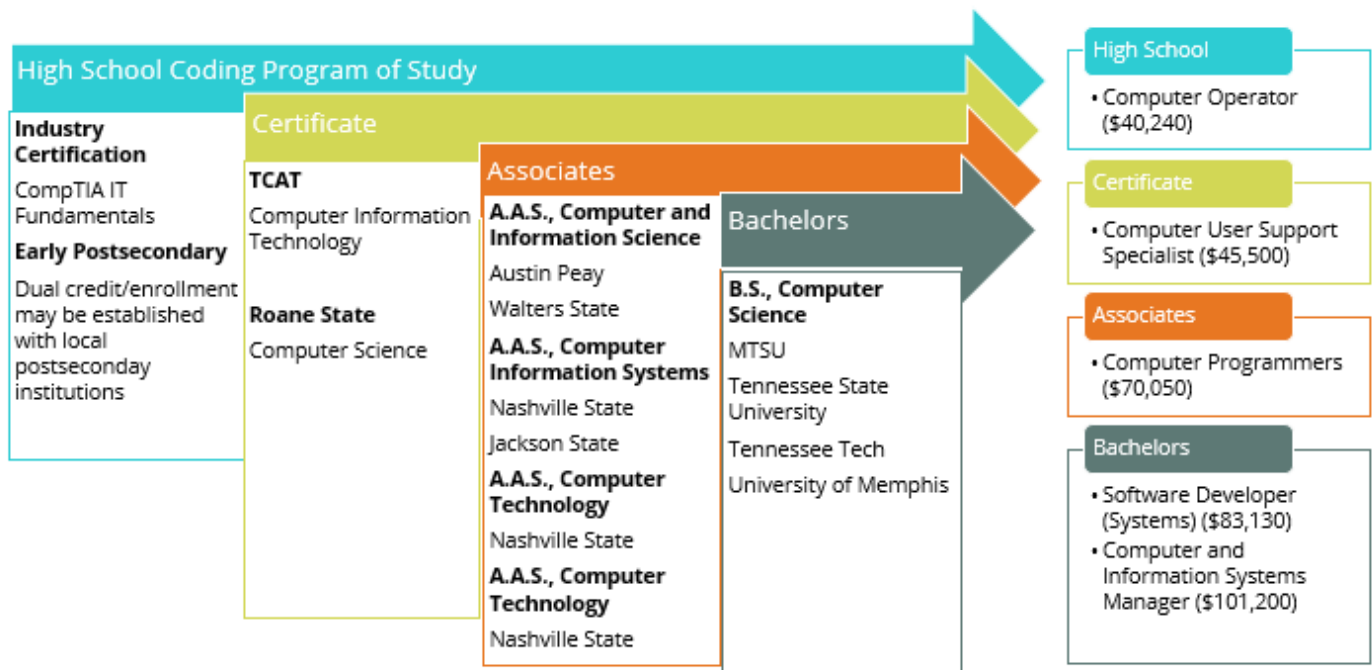 High School Coding Program of Study
Industry
Certification
CompTIA IT
Fundamentals
Early Postsecondary
Dual credit/enrollment
may be established
with local
postseconday
institutions
Certificate
TCAT
Computer Information
Technology
Roane State
Computer Science
Associates
A.A.S., Computer and
Information Science
Austin Peay
Walters State
A.A.S., Computer
Information Systems
Nashville State
Jackson State
A.A.S., Computer
Technology
Nashville State
A.A.S., Computer
Technology
Nashville State
Bachelors
B.S., Computer
Science
MTSU
Tennessee State
University
Tennessee Tech
University of Memphis
High School
• Computer Operator
($40,240)
Certificate
• Computer User Support
Specialist ($45,500)
Associates
• Computer Programmers
($70,050)
Bachelors
• Software Developer
(Systems) ($83,130)
• Computer and
Information Systems
Manager ($101,200)